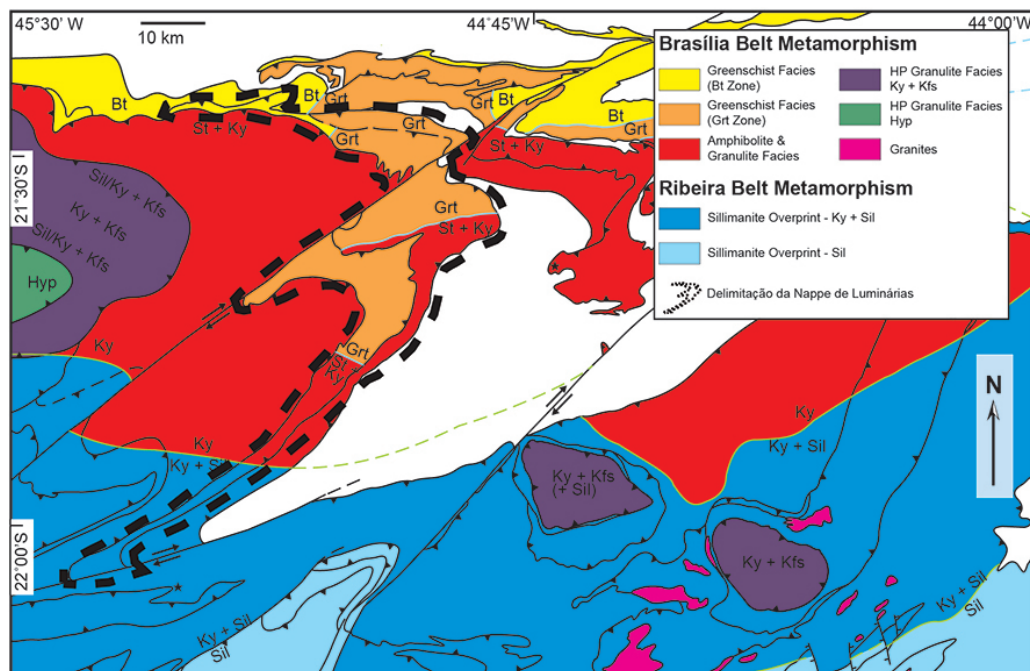 45°30' W
44°45'
44°00' W
10 km
21°30'S
22°00'S
Brasília Belt Metamorphism
Greenschist Facies
(Bt Zone)
Greenschist Facies
(Grt Zone)
Amphibolite &
Granulite Facies
HP Granulite Facies
Ky + Kfs
HP Granulite Facies
Hyp
Granites
Ribeira Belt Metamorphism
Sillimanite Overprint - Ky + Sil
Sillimanite Overprint - Sil
Delimitação da Nappe de Luminárias
N
Bt
Bt
Grt
Grt
Bt
Bt
Grt
St + Ky
Grt
St + Ky
Sil/Ky + Kfs
Ky + Kfs
Sil/Ky + Kfs
Hyp
Grt
St + Ky
Grt
St
Ky
Ky
Ky
Ky + Sil
Ky
Ky + Sil
Ky + Kfs
(+ Sil)
Ky + Kfs
Ky + Sil
Sil
Ky + Sil
Sil